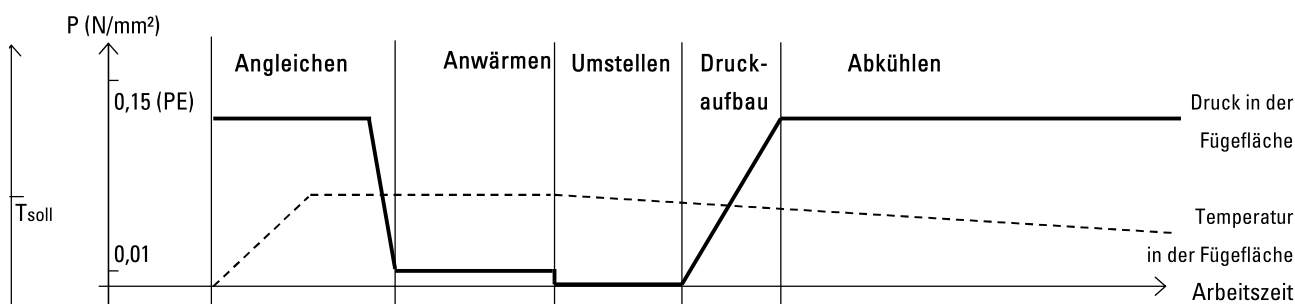 P (N/mm²)
Angleichen
Anwärmen
Umstellen
Druck-
aufbau
Abkühlen
0,15 (PE)
Druck in der
Fügefläche
Tsoll
Temperatur
in der Fügefläche
0,01
Arbeitszeit